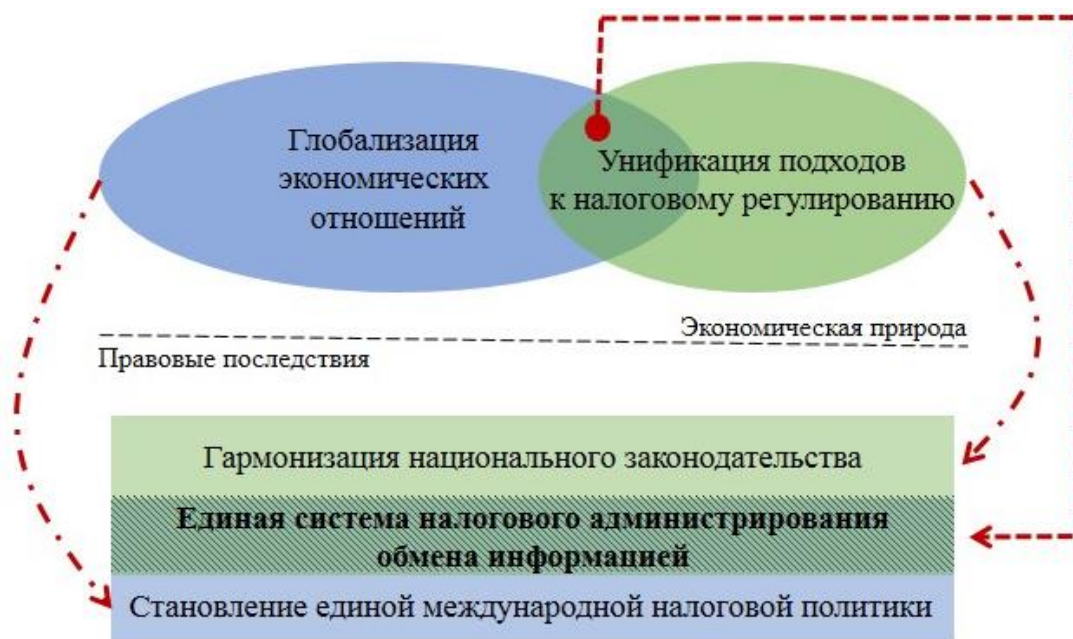 Глобализация
экономических
отношений
Унификация подходов
к налоговому регулированию
Экономическая природа
Правовые последствия
Гармонизация национального законодательства
Единая система налогового администрирования
обмена информацией
Становление единой международной налоговой политики